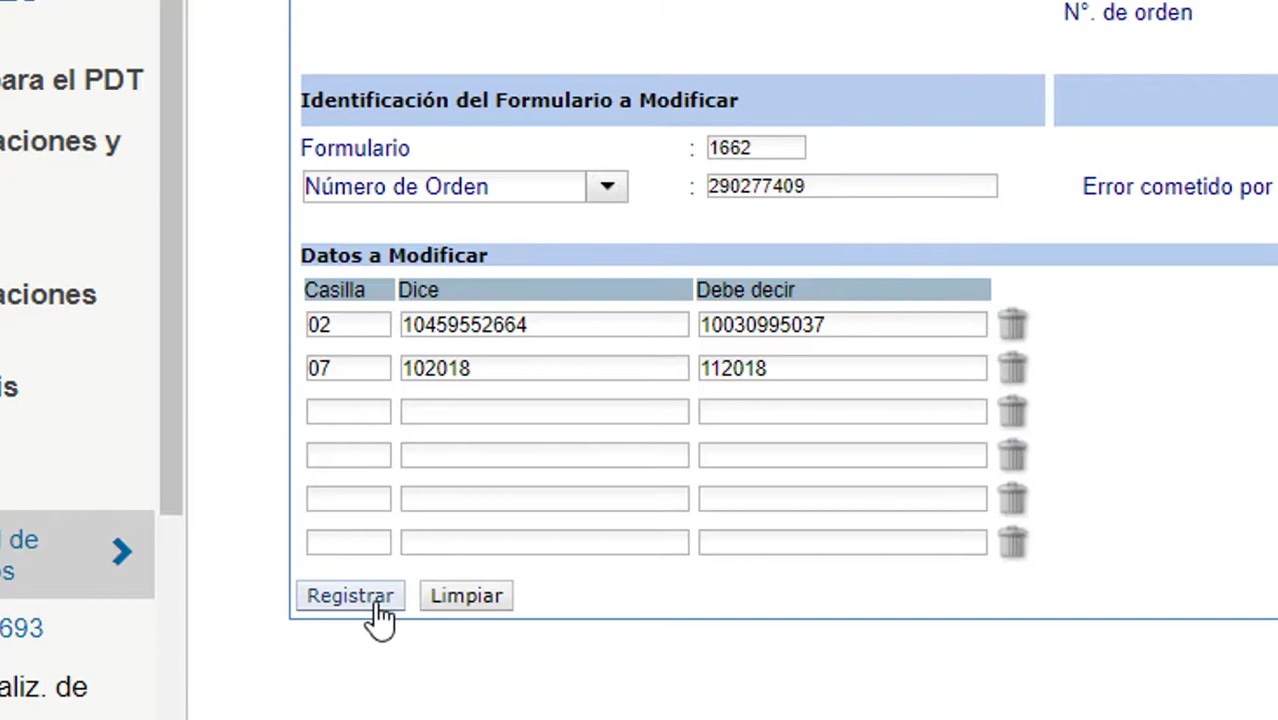 N°. de orden
para el PDT
aciones y
Identificación del Formulario a Modificar
Formulario : 1662
Número de Orden : 290277409 Error cometido por
Datos a Modificar
Casilla Dice Debe decir
02 10459552664 10030995037
07 102018 112018
aciones
is
l de
os
Registrar Limpiar
693
aliz. de